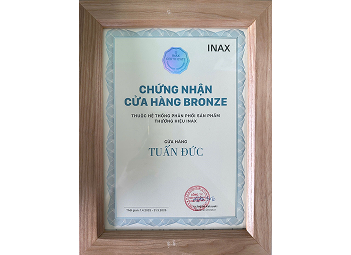 INAX
CHỨNG NHẬN
CỬA HÀNG BRONZE
THUỘC HỆ THỐNG PHÂN PHỐI SẢN PHẨM
THƯƠNG HIỆU INAX
CỬA HÀNG
TUẤN ĐỨC